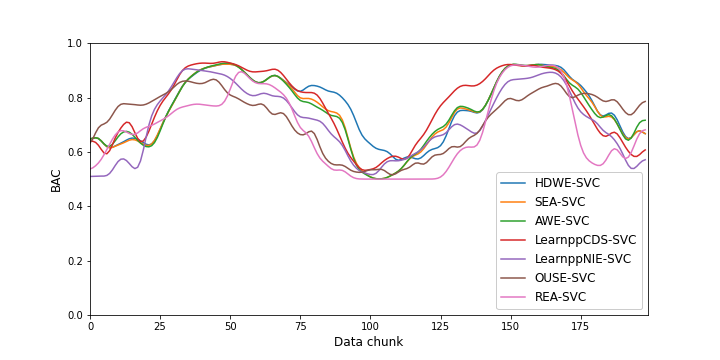 1.0
0.8
0.6
0.4
0.2
0.0
BAC
0 25 50 75 100 125 150 175
Data chunk
HDWE-SVC
SEA-SVC
AWE-SVC
LearnppCDS-SVC
LearnppNIE-SVC
OUSE-SVC
REA-SVC